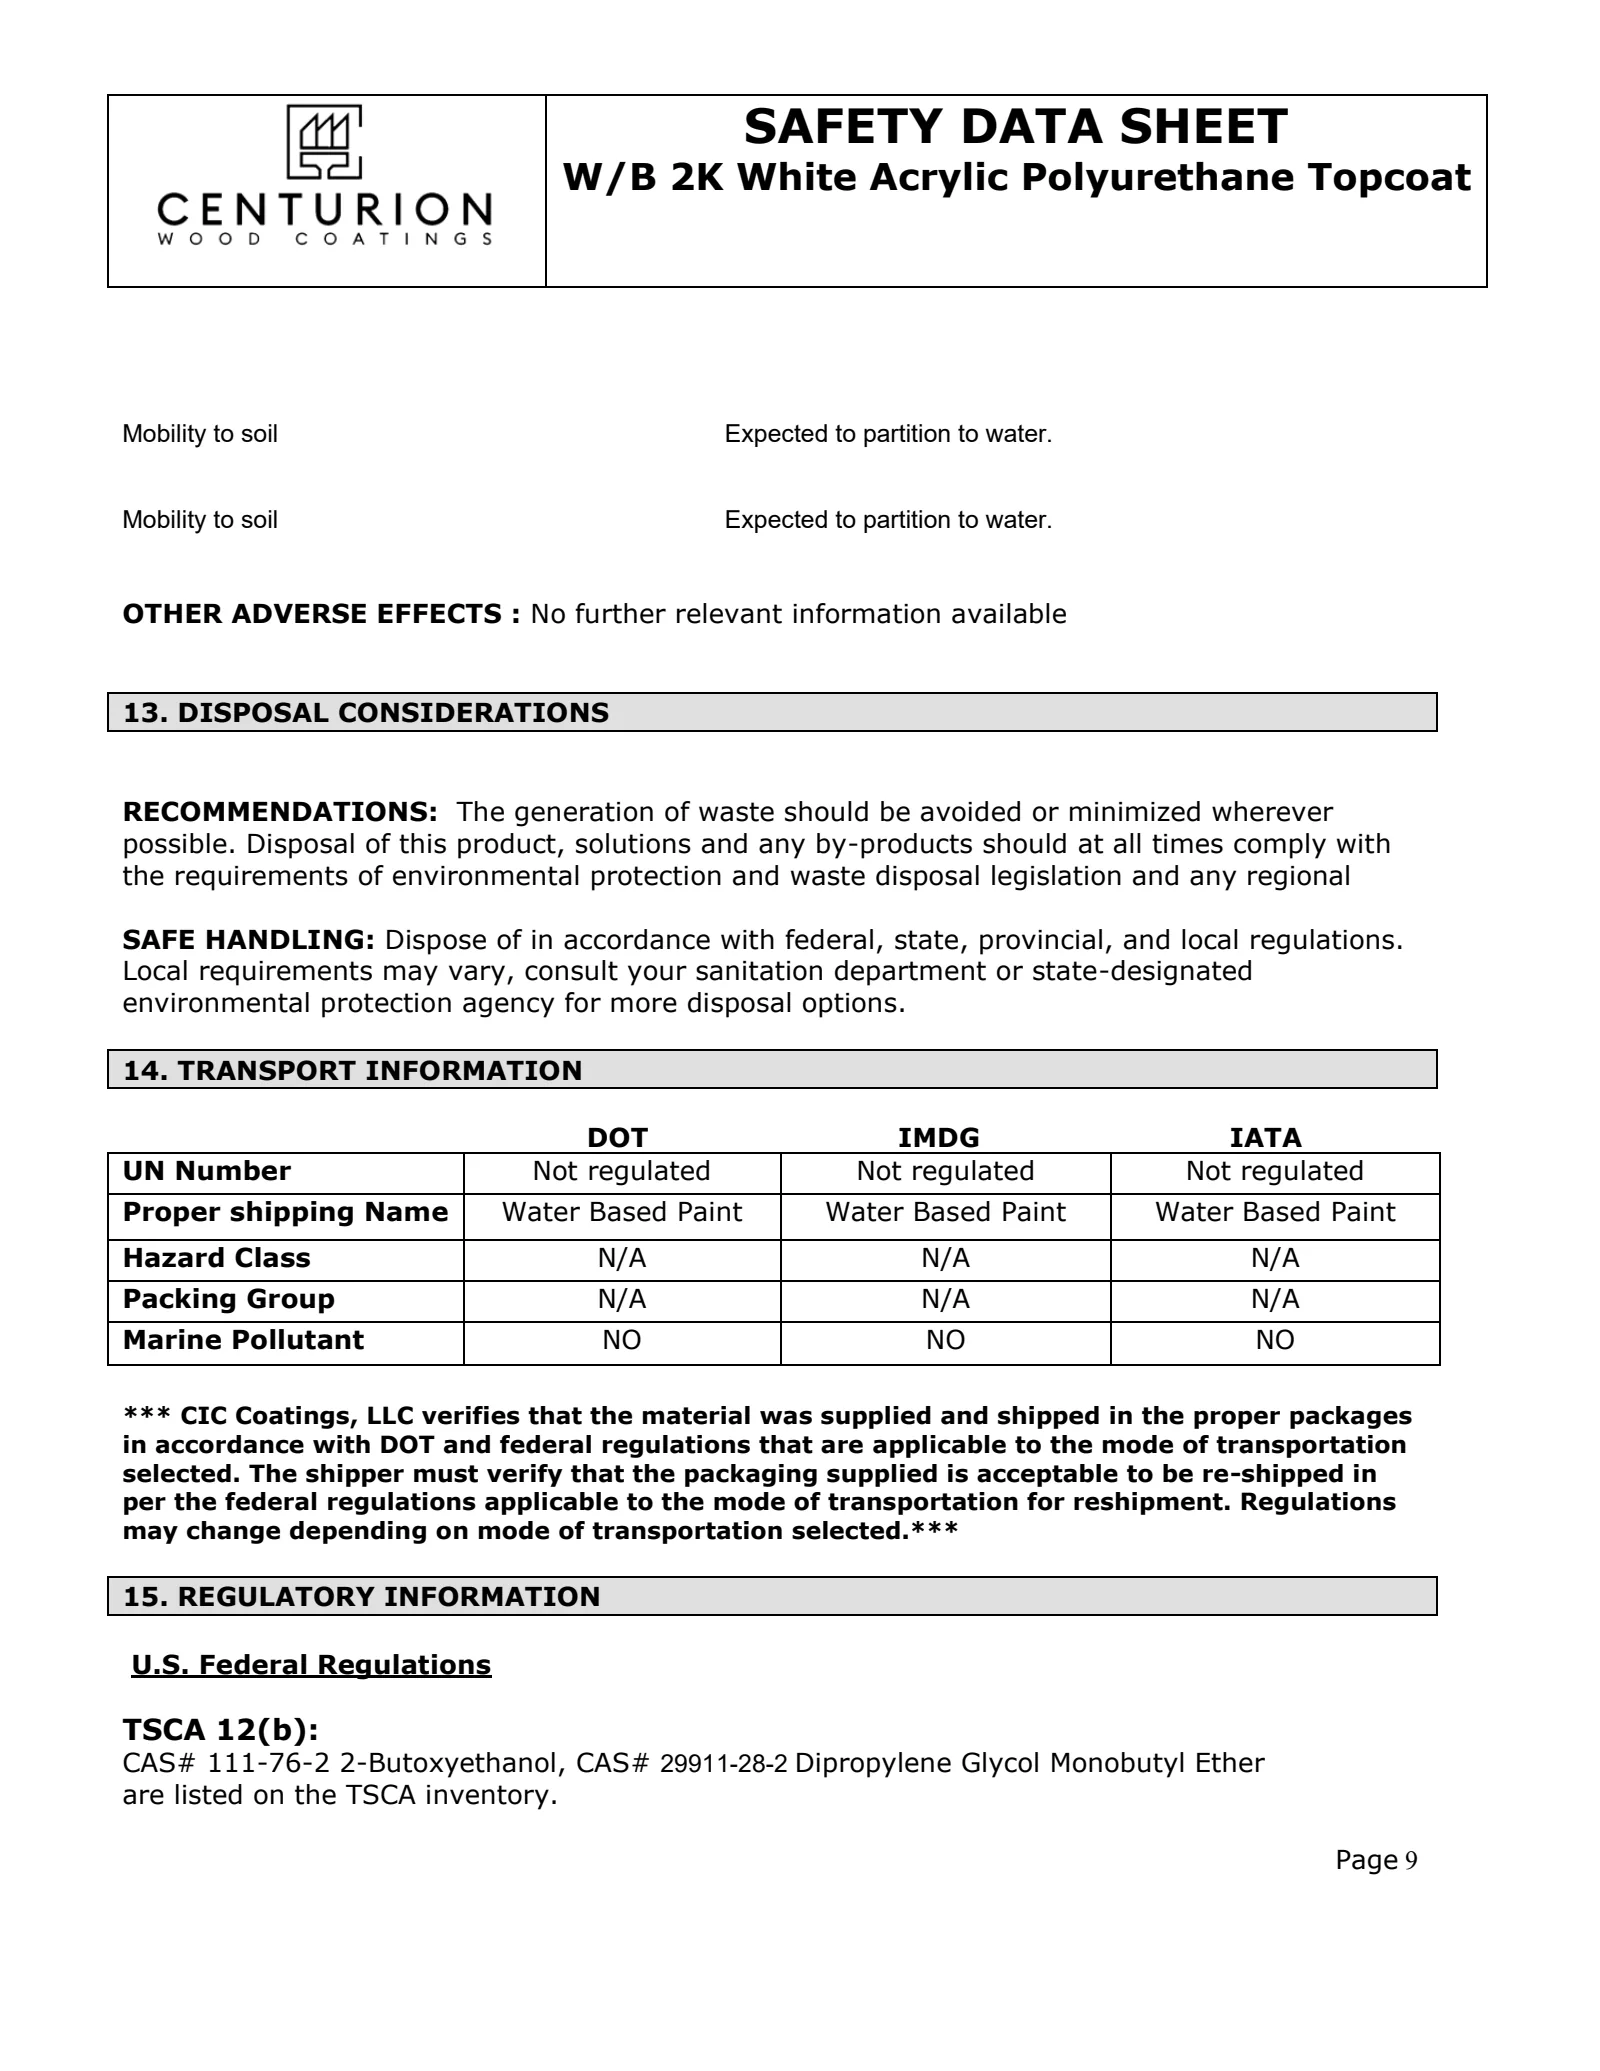 CENTURION
WOOD COATINGS
SAFETY DATA SHEET
W/B 2K White Acrylic Polyurethane Topcoat
Mobility to soil Expected to partition to water.
Mobility to soil Expected to partition to water.
OTHER ADVERSE EFFECTS : No further relevant information available
13. DISPOSAL CONSIDERATIONS
RECOMMENDATIONS: The generation of waste should be avoided or minimized wherever
possible. Disposal of this product, solutions and any by-products should at all times comply with
the requirements of environmental protection and waste disposal legislation and any regional
SAFE HANDLING: Dispose of in accordance with federal, state, provincial, and local regulations.
Local requirements may vary, consult your sanitation department or state-designated
environmental protection agency for more disposal options.
14. TRANSPORT INFORMATION
DOT IMDG IATA
UN Number Not regulated Not regulated Not regulated
Proper shipping Name Water Based Paint Water Based Paint Water Based Paint
Hazard Class N/A N/A N/A
Packing Group N/A N/A N/A
Marine Pollutant NO NO NO
*** CIC Coatings, LLC verifies that the material was supplied and shipped in the proper packages
in accordance with DOT and federal regulations that are applicable to the mode of transportation
selected. The shipper must verify that the packaging supplied is acceptable to be re-shipped in
per the federal regulations applicable to the mode of transportation for reshipment. Regulations
may change depending on mode of transportation selected.***
15. REGULATORY INFORMATION
U.S. Federal Regulations
TSCA 12(b):
CAS# 111-76-2 2-Butoxyethanol, CAS# 29911-28-2 Dipropylene Glycol Monobutyl Ether
are listed on the TSCA inventory.
Page 9